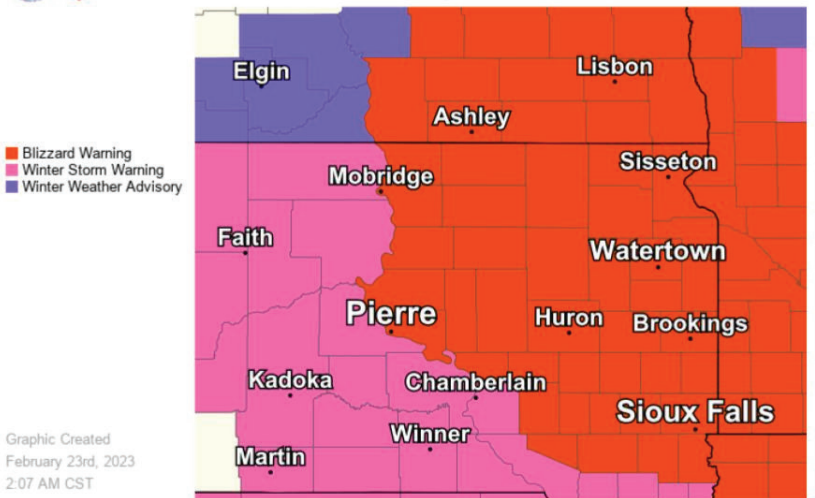 Elgin
Lisbon
Ashley
Blizzard Warning
Winter Storm Warning
Winter Weather Advisory
Sisseton
Mobridge
Faith
Watertown
Pierre
Huron
Brookings
Kadoka
Chamberlain
Sioux Falls
Winner
Martin
Graphic Created
February 23rd, 2023
2:07 AM CST